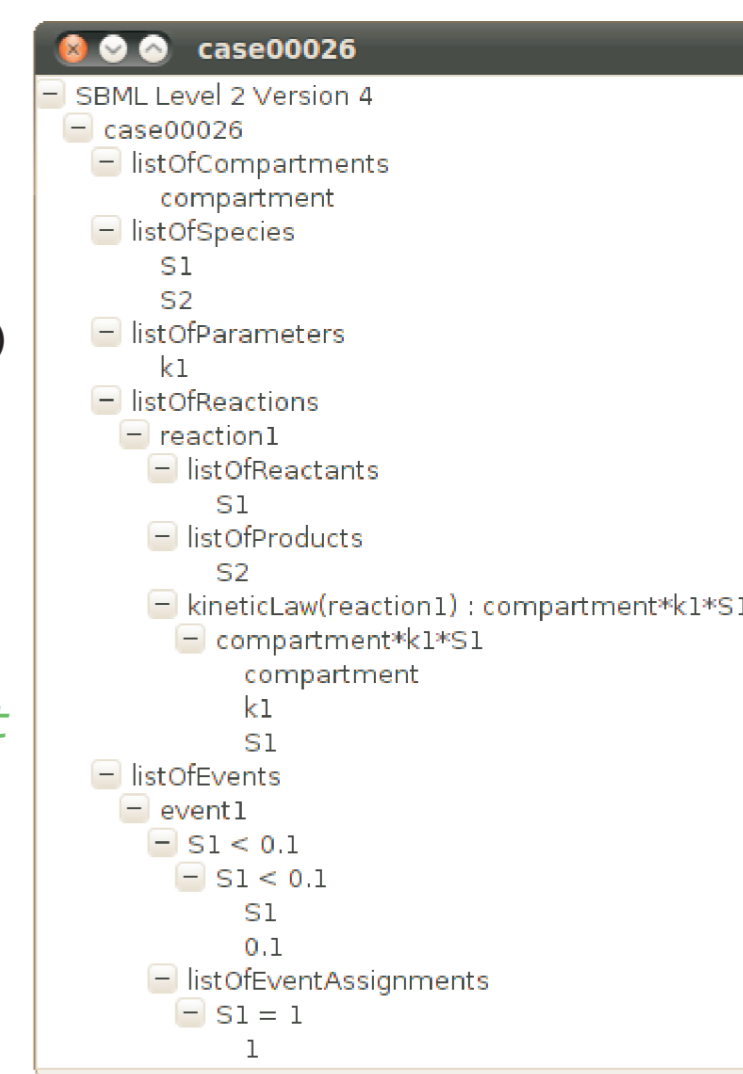 case00026
SBML Level 2 Version 4
case00026
listOfCompartments
compartment
listOfSpecies
S1
S2
listOfParameters
k1
listOfReactions
reaction1
listOfReactants
S1
listOfProducts
S2
kineticLaw(reaction1) : compartment*k1*S1
compartment*k1*S1
compartment
k1
S1
listOfEvents
event1
S1 < 0.1
S1 < 0.1
S1
0.1
listOfEventAssignments
S1 = 1
1
)
t